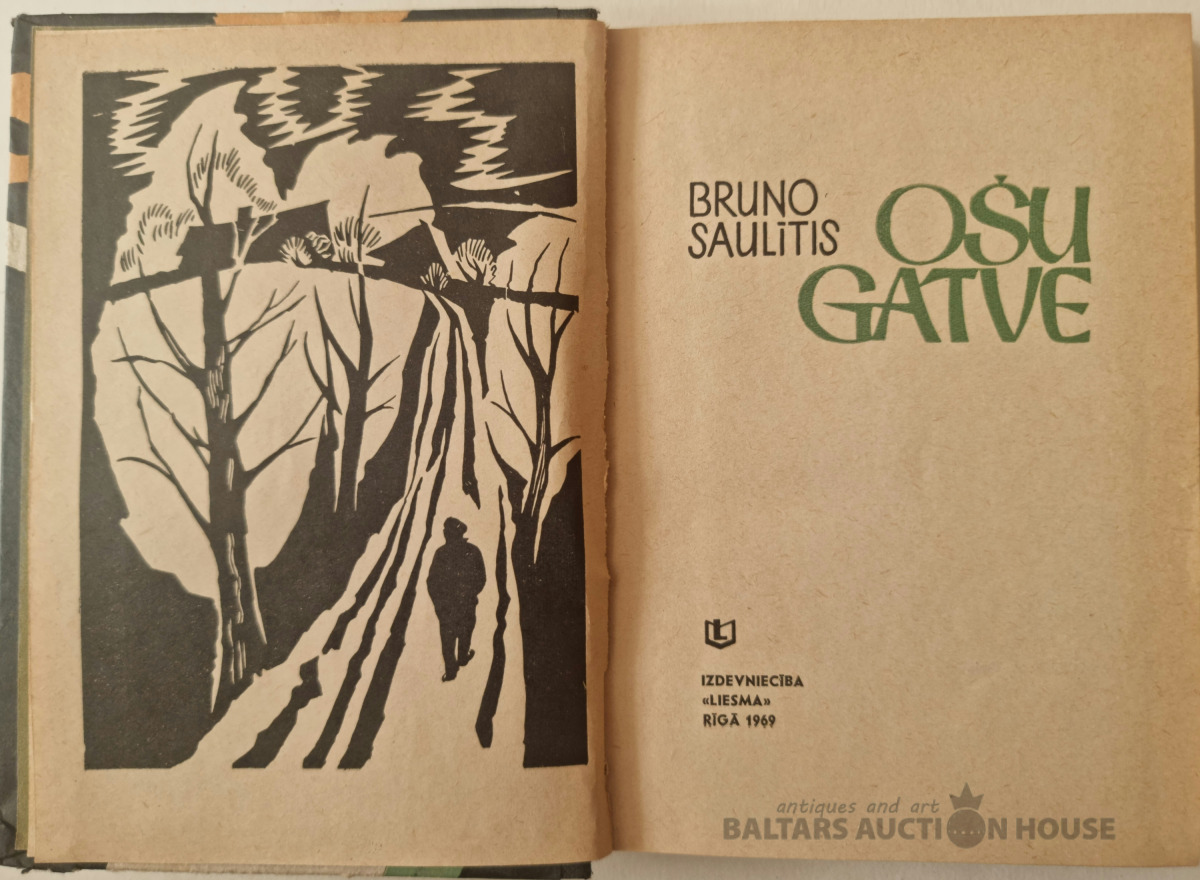 BRUNO
SAULĪTIS
OŠU
GATVE
L
IZDEVNIECĪBA
«LIESMA»
RĪGĀ 1969
antiques and art
BALTARS AUCTION HOUSE